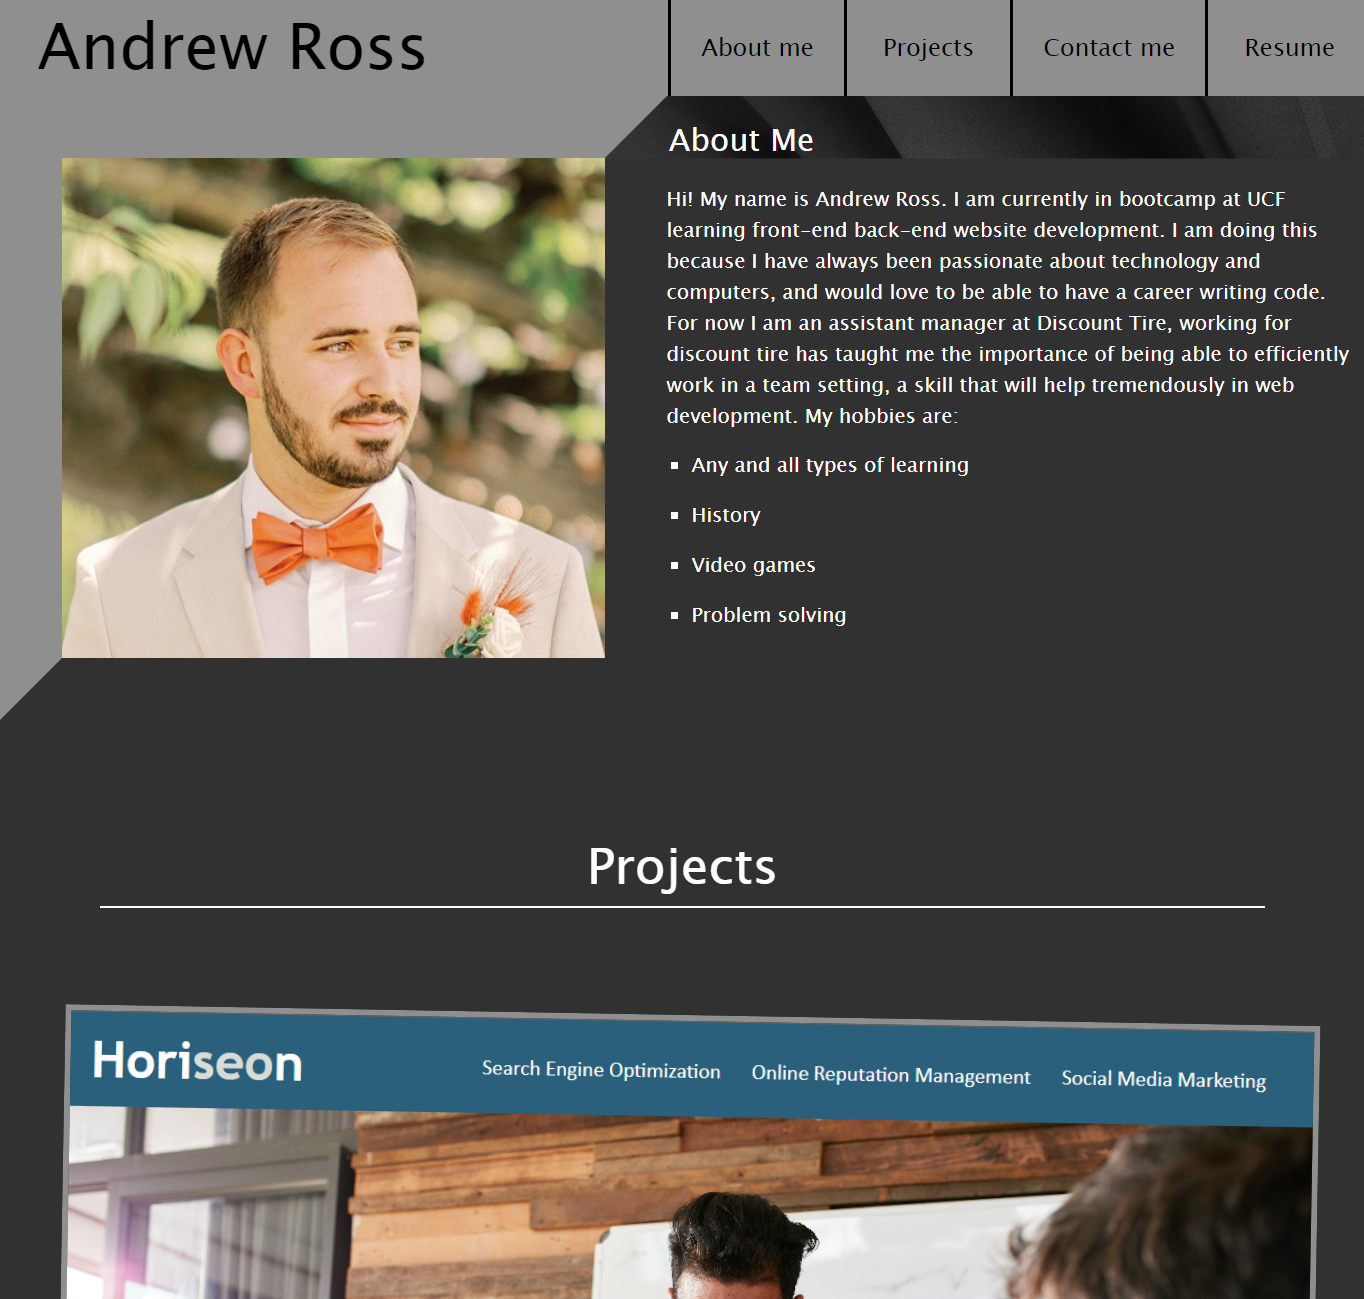 Andrew Ross
About me
Projects
Contact me
Resume
About Me
Hi! My name is Andrew Ross. I am currently in bootcamp at UCF
learning front-end back-end website development. I am doing this
because I have always been passionate about technology and
computers, and would love to be able to have a career writing code.
For now I am an assistant manager at Discount Tire, working for
discount tire has taught me the importance of being able to efficiently
work in a team setting, a skill that will help tremendously in web
development. My hobbies are:
Any and all types of learning
History
Video games
Problem solving
Projects
Horiseon
Search Engine Optimization
Online Reputation Management
Social Media Marketing